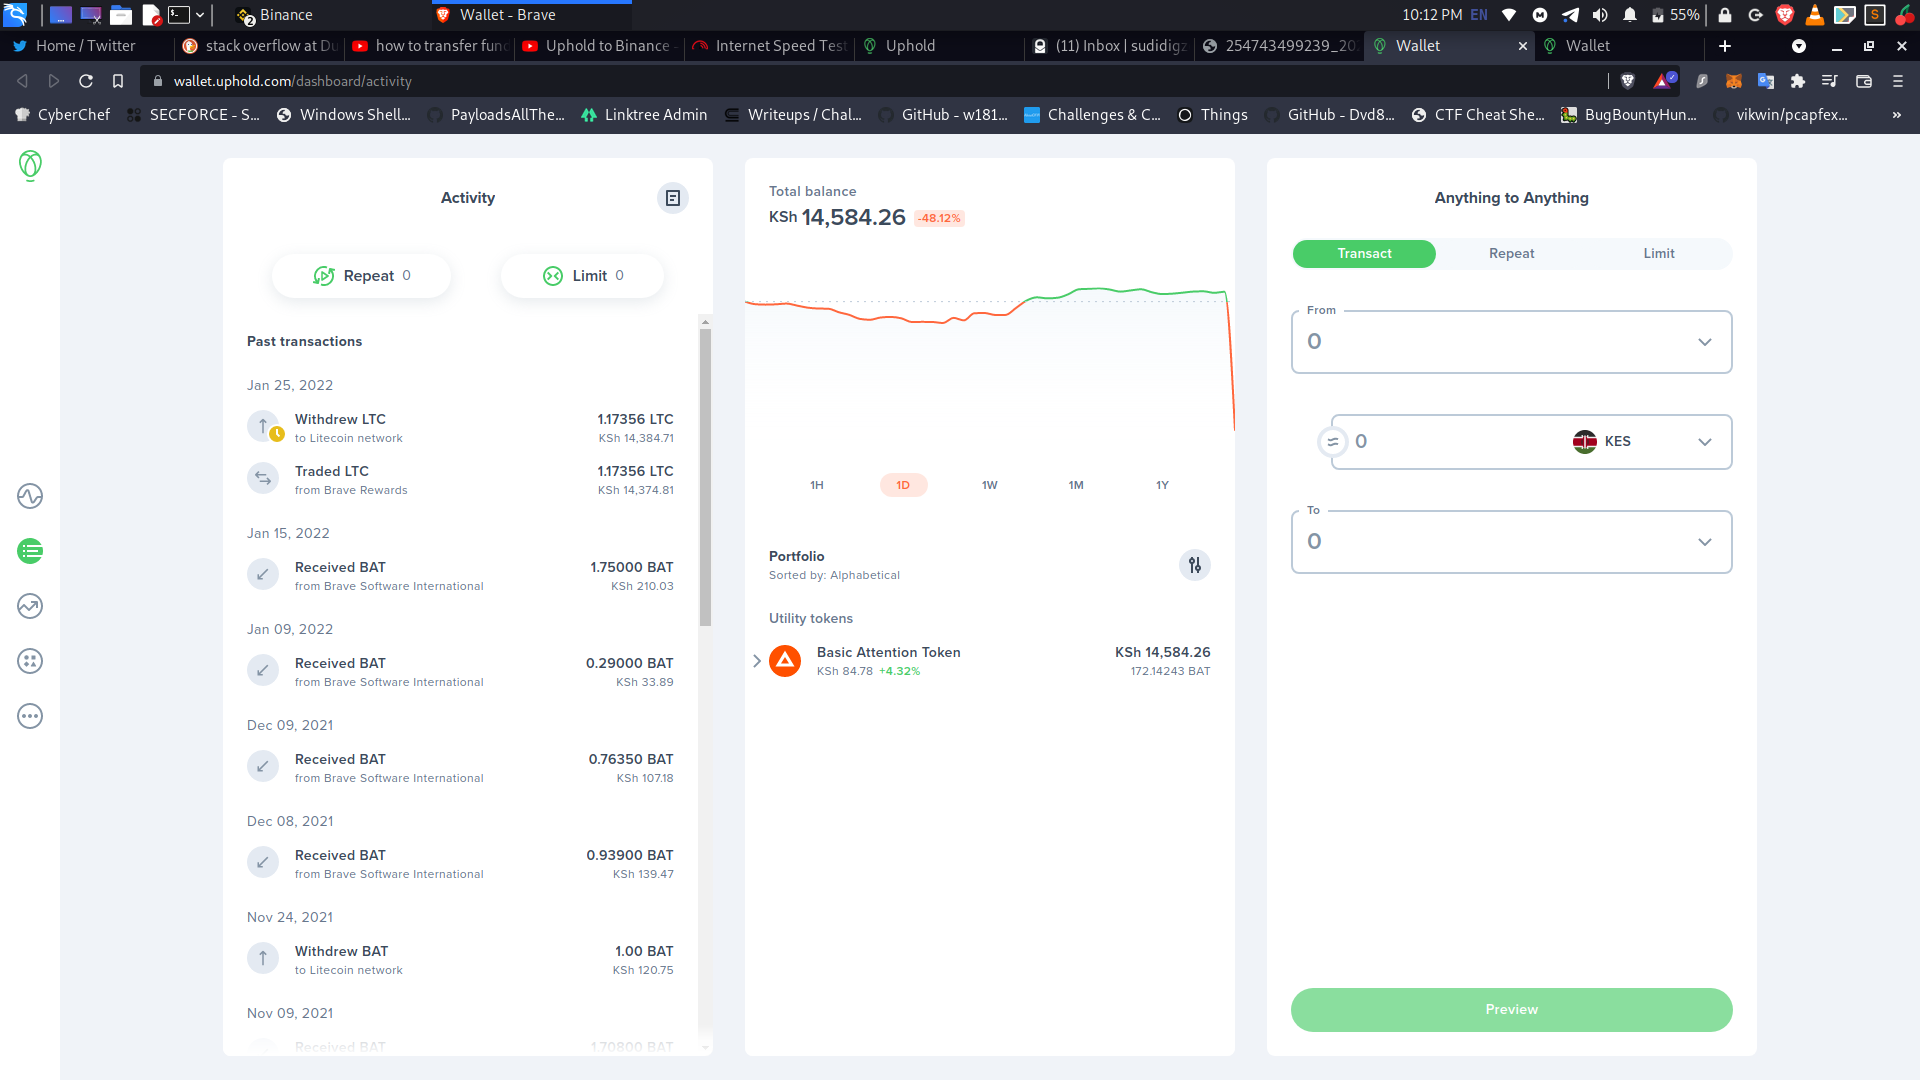 Binance
Wallet - Brave
10:12 PM EN 55%
Home / Twitter
stack overflow at Du
how to transfer fund
Uphold to Binance -
Internet Speed Test
Uphold
(11) Inbox | sudidigz
254743499239_20
Wallet
Wallet
wallet.uphold.com/dashboard/activity
CyberChef
SECFORCE - S...
Windows Shell...
PayloadsAllThe...
Linktree Admin
Writeups / Chal...
GitHub - w181...
Challenges & C...
Things
GitHub - Dvd8...
CTF Cheat She...
BugBountyHun...
vikwin/pcapfex...
»
Activity
Repeat 0
Limit 0
Past transactions
Jan 25, 2022
Withdrew LTC 1.17356 LTC
to Litecoin network KSh 14,384.71
Traded LTC 1.17356 LTC
from Brave Rewards KSh 14,374.81
Jan 15, 2022
Received BAT 1.75000 BAT
from Brave Software International KSh 210.03
Jan 09, 2022
Received BAT 0.29000 BAT
from Brave Software International KSh 33.89
Dec 09, 2021
Received BAT 0.76350 BAT
from Brave Software International KSh 107.18
Dec 08, 2021
Received BAT 0.93900 BAT
from Brave Software International KSh 139.47
Nov 24, 2021
Withdrew BAT 1.00 BAT
to Litecoin network KSh 120.75
Nov 09, 2021
Received BAT 1.70800 BAT
Total balance
KSh 14,584.26 -48.12%
1H 1D 1W 1M 1Y
Portfolio
Sorted by: Alphabetical
Utility tokens
Basic Attention Token KSh 14,584.26
KSh 84.78 +4.32% 172.14243 BAT
Anything to Anything
Transact Repeat Limit
From
0
0 KES
To
0
Preview